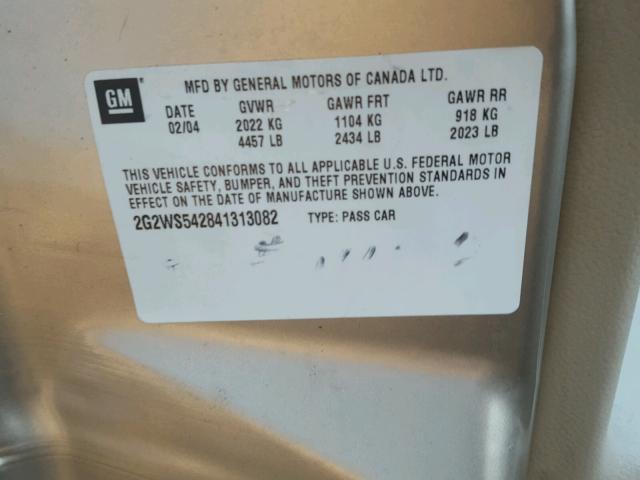 GM
MFD BY GENERAL MOTORS OF CANADA LTD.
DATE GVWR GAWR FRT GAWR RR
02/04 2022 KG 1104 KG 918 KG
4457 LB 2434 LB 2023 LB
THIS VEHICLE CONFORMS TO ALL APPLICABLE U.S. FEDERAL MOTOR
VEHICLE SAFETY, BUMPER, AND THEFT PREVENTION STANDARDS IN
EFFECT ON THE DATE OF MANUFACTURE SHOWN ABOVE.
2G2WS542841313082 TYPE: PASS CAR